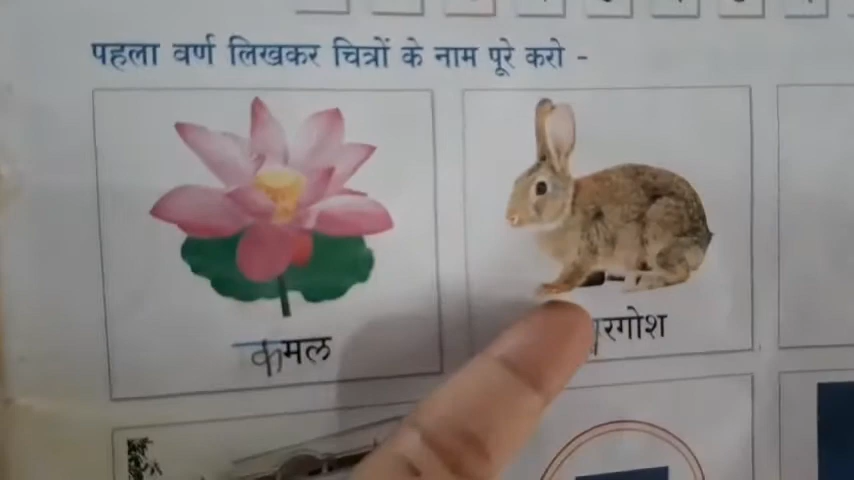 पहला वर्ण लिखकर चित्रों के नाम पूरे करो -
कमल
रगोश